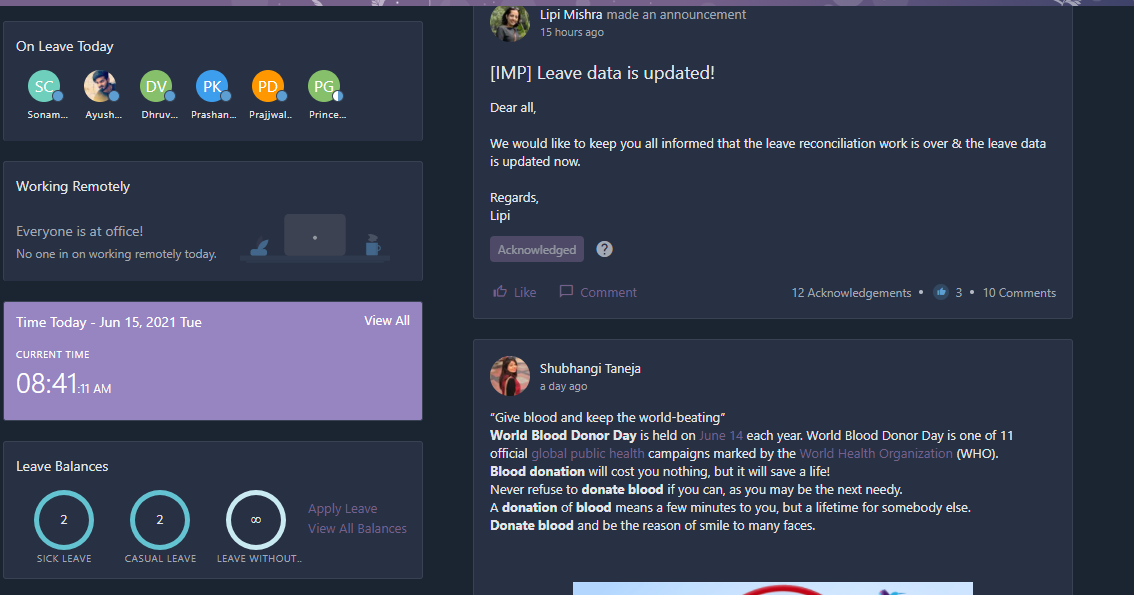 On Leave Today
SC
DV
PK
PD
PG
Sonam...
Ayush...
Dhruv...
Prashan...
Prajjwal..
Prince...
Working Remotely
Everyone is at office!
No one in on working remotely today.
Time Today - Jun 15, 2021 Tue
View All
CURRENT TIME
08:41:11 AM
Leave Balances
2
2
∞
SICK LEAVE
CASUAL LEAVE
LEAVE WITHOUT..
Apply Leave
View All Balances
Lipi Mishra made an announcement
15 hours ago
[IMP] Leave data is updated!
Dear all,
We would like to keep you all informed that the leave reconciliation work is over & the leave data
is updated now.
Regards,
Lipi
Acknowledged
?
Like
Comment
12 Acknowledgements • 3 • 10 Comments
Shubhangi Taneja
a day ago
“Give blood and keep the world-beating”
World Blood Donor Day is held on June 14 each year. World Blood Donor Day is one of 11
official global public health campaigns marked by the World Health Organization (WHO).
Blood donation will cost you nothing, but it will save a life!
Never refuse to donate blood if you can, as you may be the next needy.
A donation of blood means a few minutes to you, but a lifetime for somebody else.
Donate blood and be the reason of smile to many faces.